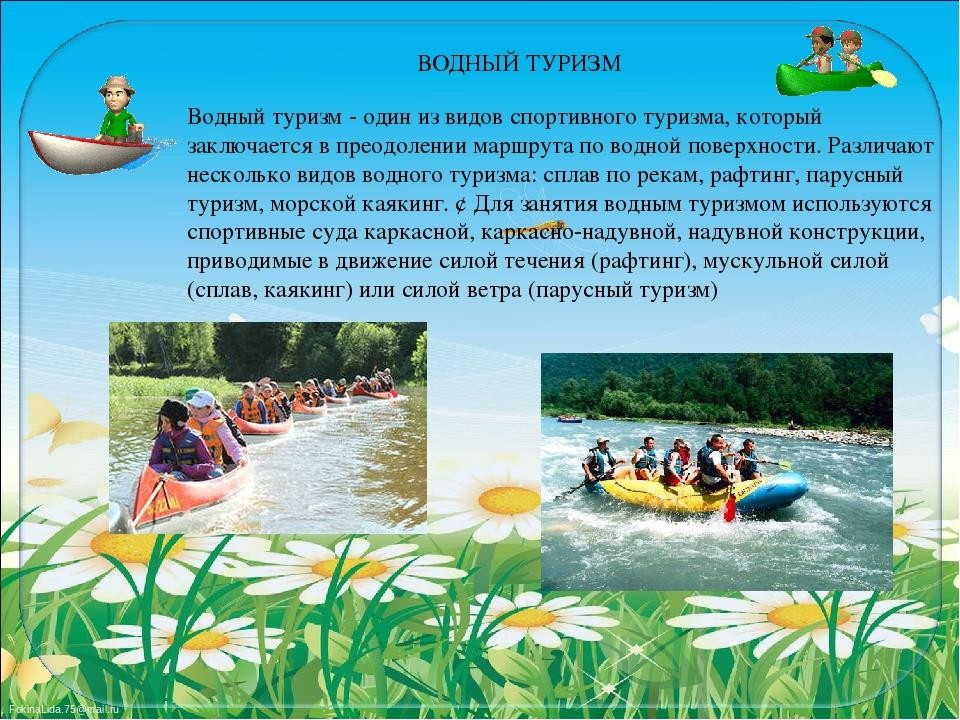 ВОДНЫЙ ТУРИЗМ
Водный туризм - один из видов спортивного туризма, который
заключается в преодолении маршрута по водной поверхности. Различают
несколько видов водного туризма: сплав по рекам, рафтинг, парусный
туризм, морской каякинг. ¢ Для занятия водным туризмом используются
спортивные суда каркасной, каркасно-надувной, надувной конструкции,
приводимые в движение силой течения (рафтинг), мускульной силой
(сплав, каякинг) или силой ветра (парусный туризм)
FokinaLida.75@mail.ru